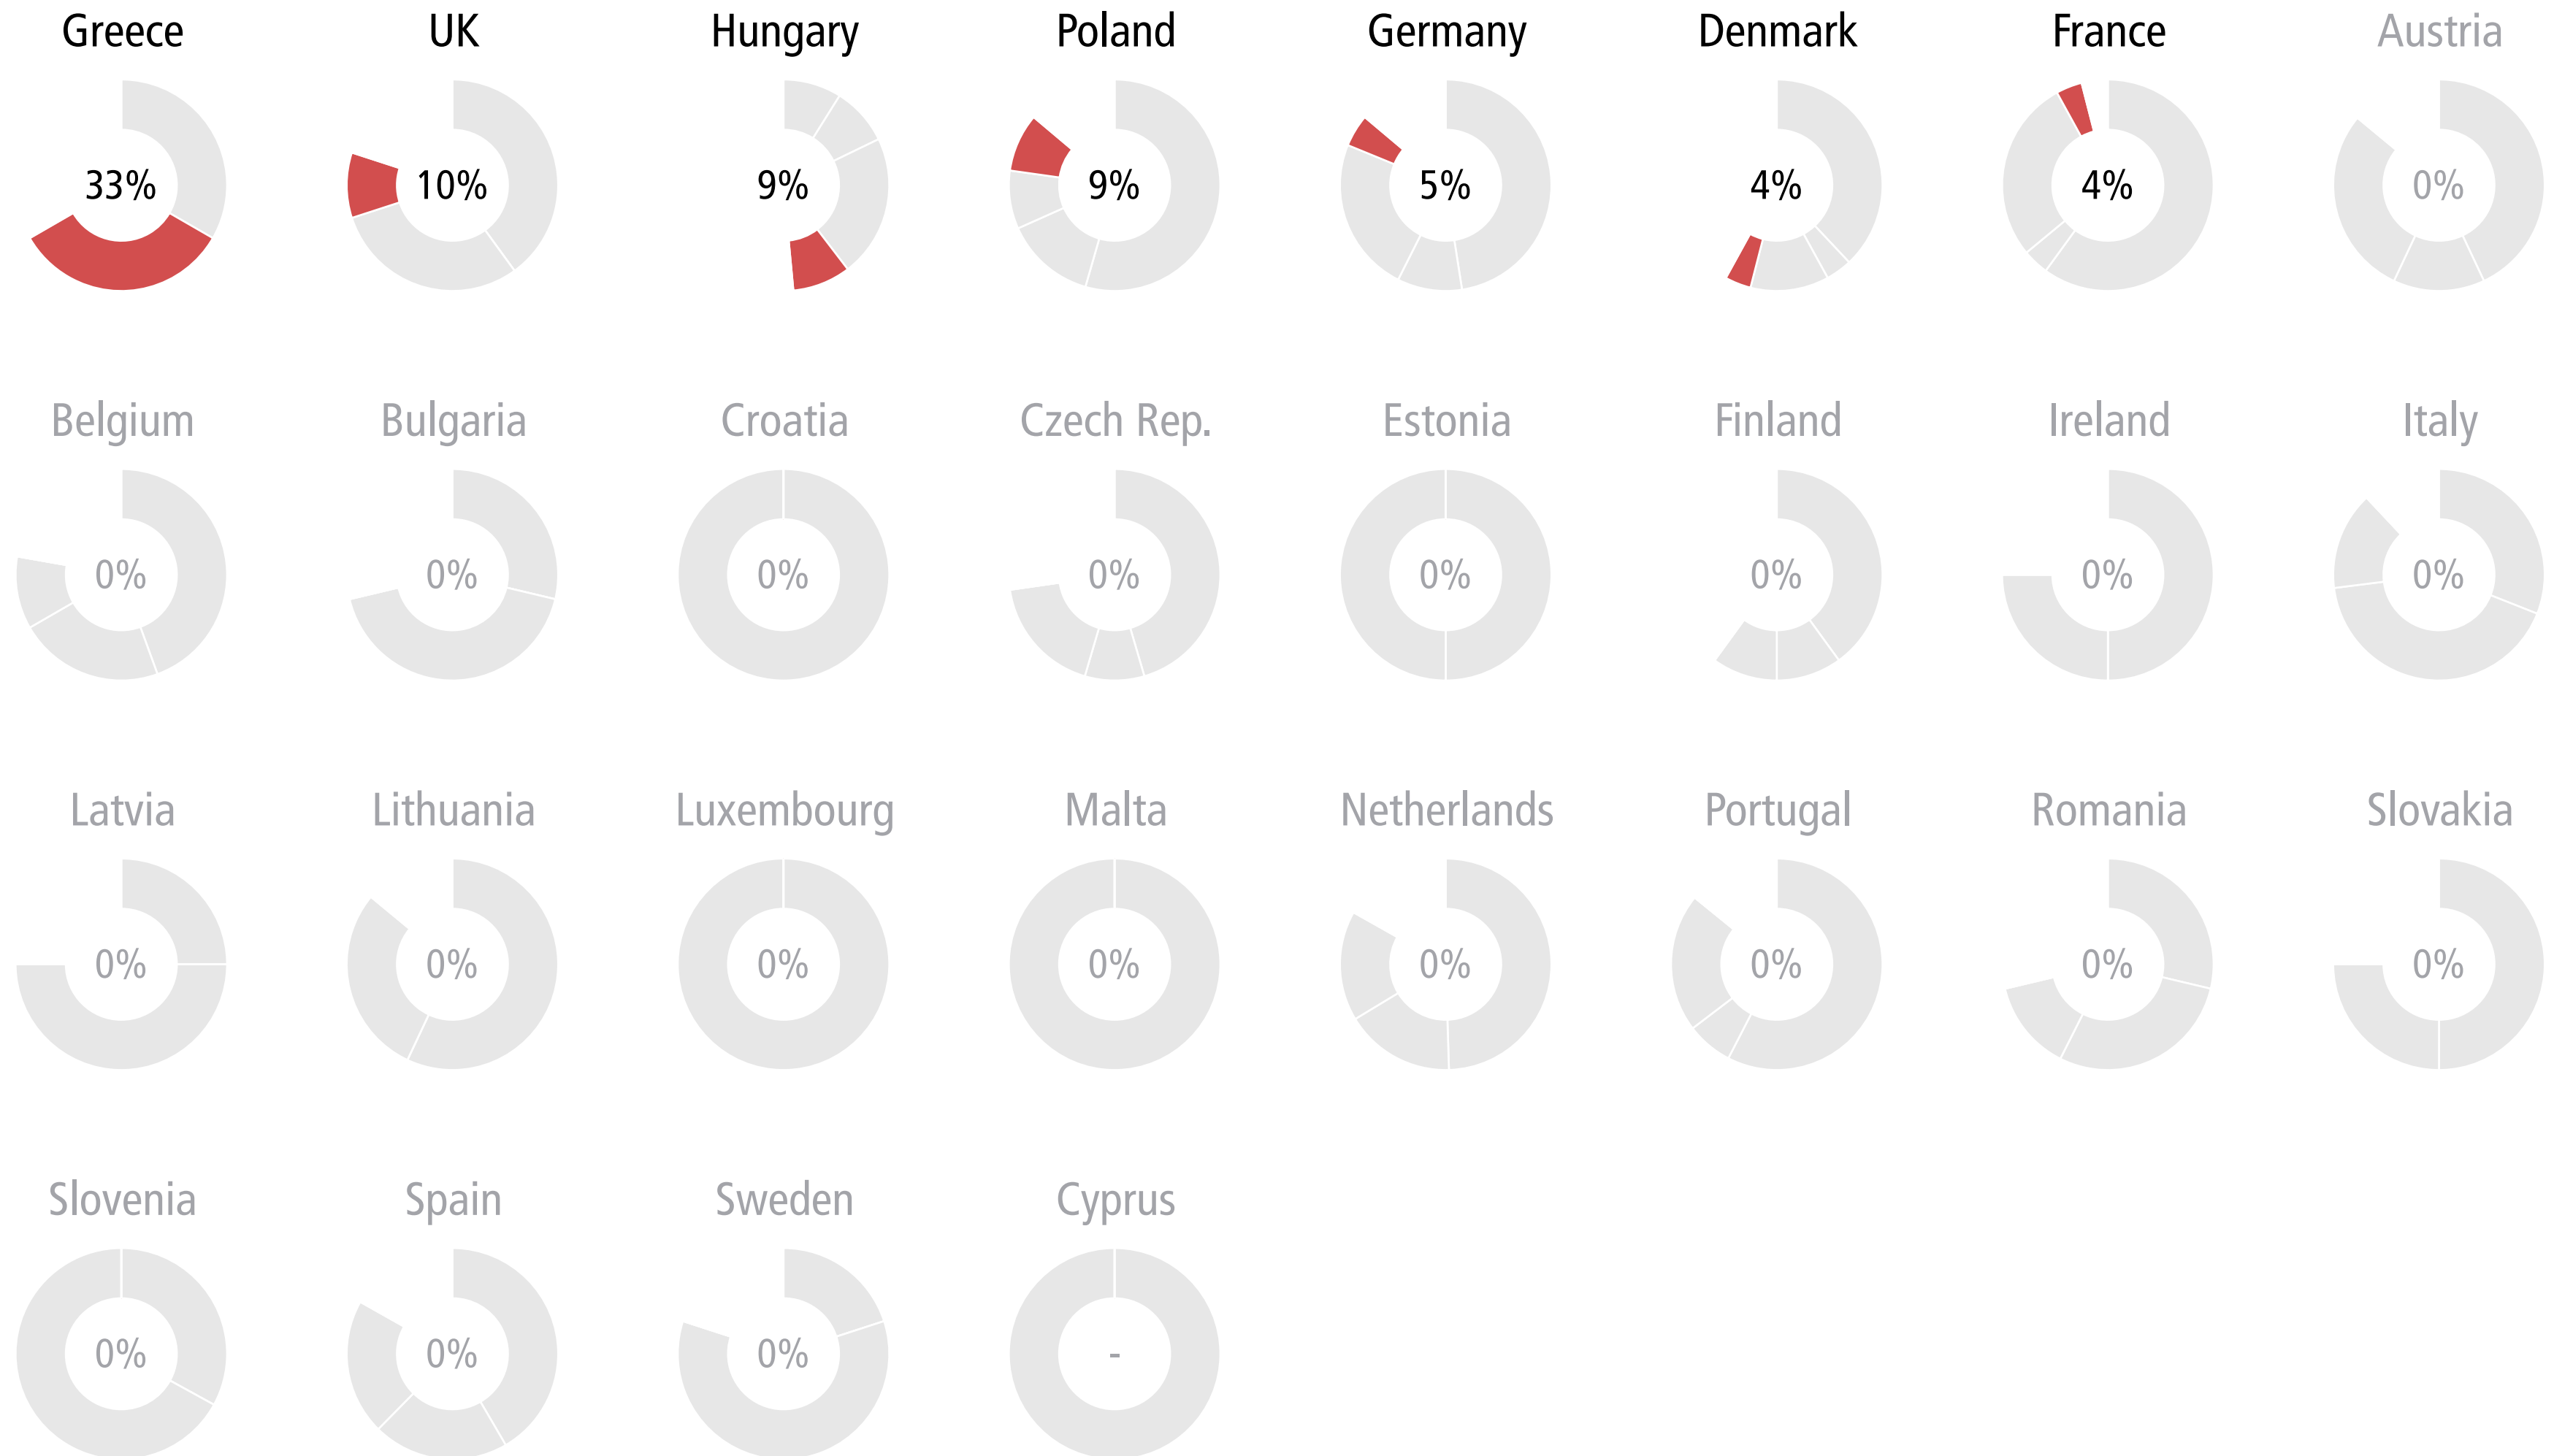 Greece UK Hungary Poland Germany Denmark France Austria
33% 10% 9% 9% 5% 4% 4% 0%
Belgium Bulgaria Croatia Czech Rep. Estonia Finland Ireland Italy
0% 0% 0% 0% 0% 0% 0% 0%
Latvia Lithuania Luxembourg Malta Netherlands Portugal Romania Slovakia
0% 0% 0% 0% 0% 0% 0% 0%
Slovenia Spain Sweden Cyprus
0% 0% 0% -